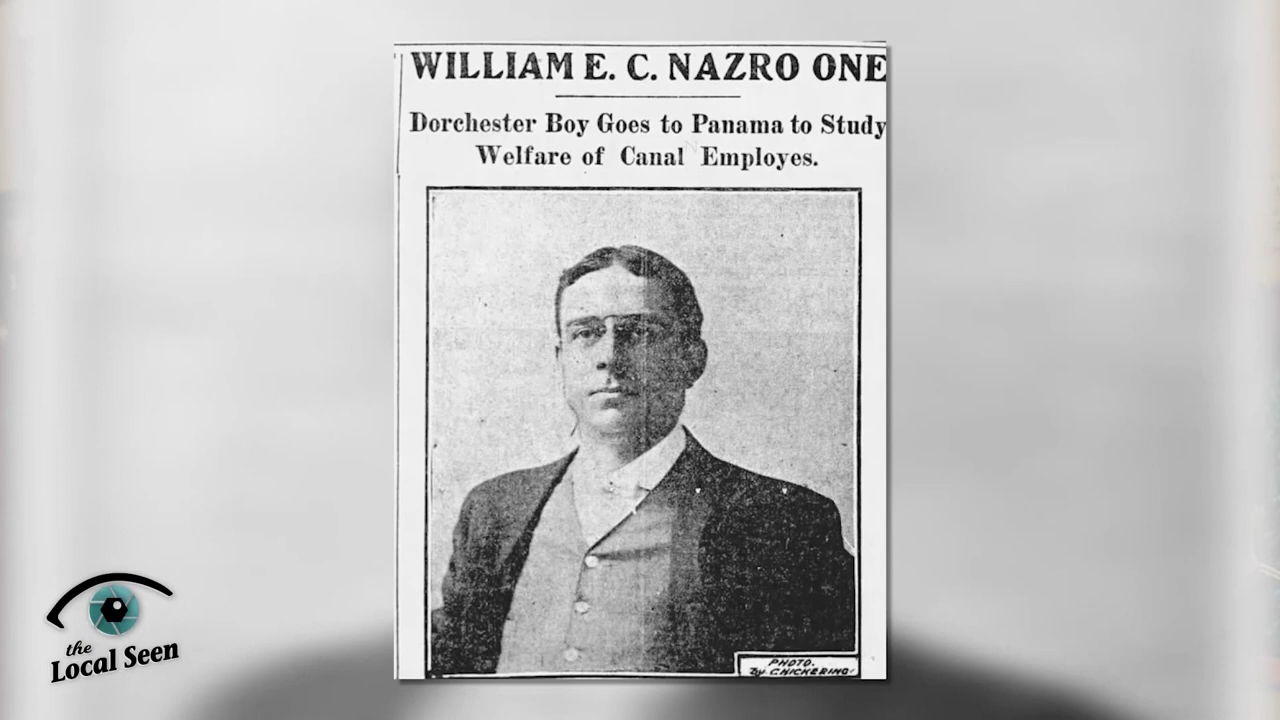 WILLIAM E. C. NAZRO ONE
Dorchester Boy Goes to Panama to Study
Welfare of Canal Employes.
PHOTO.
By CHICKERING
the
Local Seen